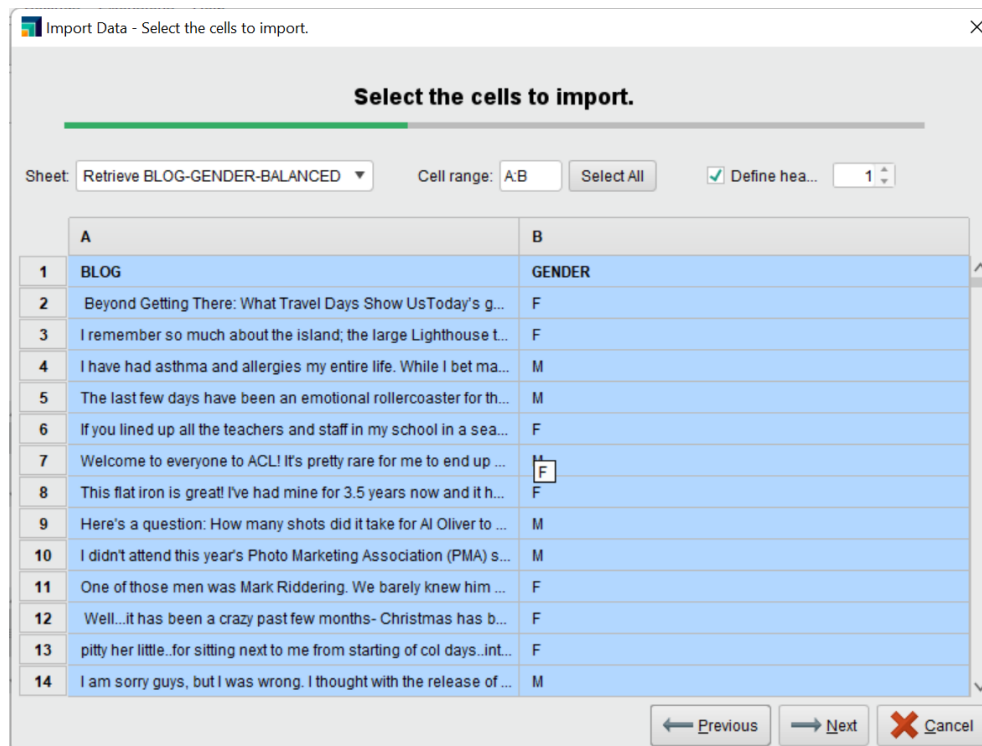 Import Data - Select the cells to import.
Select the cells to import.
Sheet: Retrieve BLOG-GENDER-BALANCED Cell range: A:B Select All Define hea... 1
A B
1 BLOG GENDER
2 Beyond Getting There: What Travel Days Show UsToday's g... F
3 I remember so much about the island; the large Lighthouse t... F
4 I have had asthma and allergies my entire life. While I bet ma... M
5 The last few days have been an emotional rollercoaster for th... M
6 If you lined up all the teachers and staff in my school in a sea... F
7 Welcome to everyone to ACL! It's pretty rare for me to end up ...
F
8 This flat iron is great! I've had mine for 3.5 years now and it h... F
9 Here's a question: How many shots did it take for Al Oliver to ... M
10 I didn't attend this year's Photo Marketing Association (PMA) s... M
11 One of those men was Mark Riddering. We barely knew him ... F
12 Well...it has been a crazy past few months- Christmas has b... F
13 pitty her little..for sitting next to me from starting of col days..int... F
14 I am sorry guys, but I was wrong. I thought with the release of ... M
Previous Next Cancel